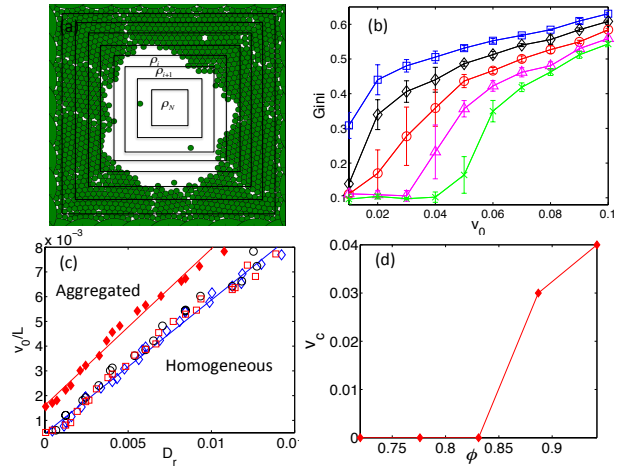 (a)
ρi
ρi+1
ρN
(b)
Gini
0.6
0.5
0.4
0.3
0.2
0.1
0.02 0.04 0.06 0.08 0.1
v0
(c)
8 x 10⁻³
7
6
5
4
3
2
1
v0/L
Aggregated
Homogeneous
0 0.005 0.01 0.01
Dr
(d)
0.04
0.03
0.02
0.01
0
vc
0.75 0.8 0.85 0.9
ϕ